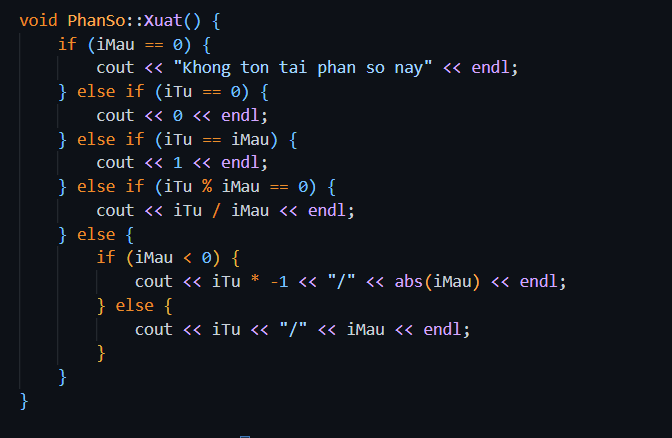 void PhanSo::Xuat() {
    if (iMau == 0) {
        cout << "Khong ton tai phan so nay" << endl;
    } else if (iTu == 0) {
        cout << 0 << endl;
    } else if (iTu == iMau) {
        cout << 1 << endl;
    } else if (iTu % iMau == 0) {
        cout << iTu / iMau << endl;
    } else {
        if (iMau < 0) {
            cout << iTu * -1 << "/" << abs(iMau) << endl;
        } else {
            cout << iTu << "/" << iMau << endl;
        }
    }
}